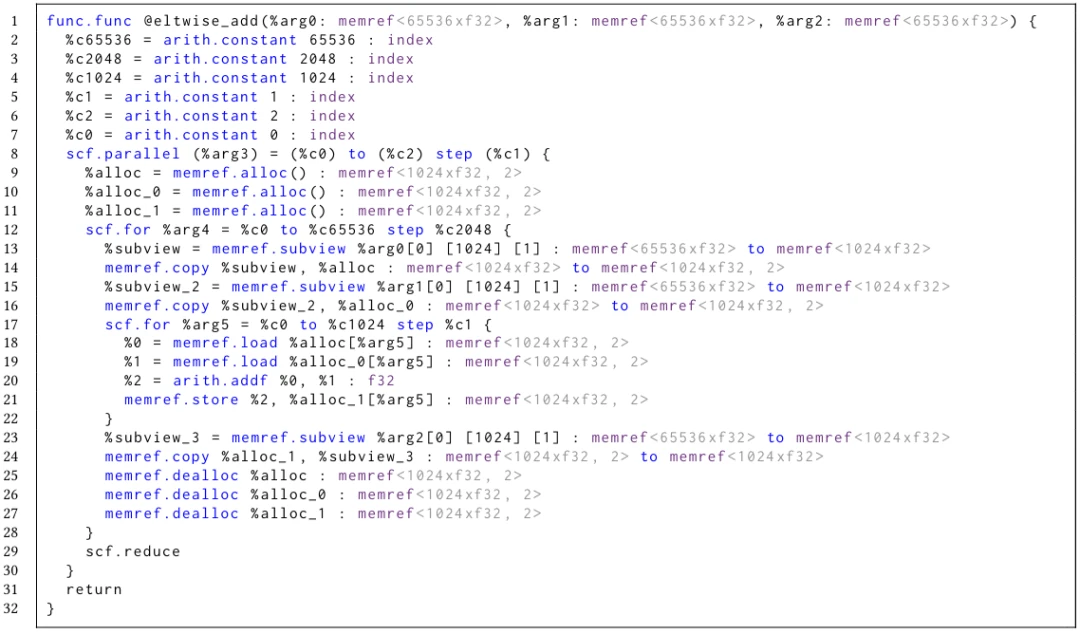 1 func.func @eltwise_add(%arg0: memref<65536xf32>, %arg1: memref<65536xf32>, %arg2: memref<65536xf32>) {
2 %c65536 = arith.constant 65536 : index
3 %c2048 = arith.constant 2048 : index
4 %c1024 = arith.constant 1024 : index
5 %c1 = arith.constant 1 : index
6 %c2 = arith.constant 2 : index
7 %c0 = arith.constant 0 : index
8 scf.parallel (%arg3) = (%c0) to (%c2) step (%c1) {
9 %alloc = memref.alloc() : memref<1024xf32, 2>
10 %alloc_0 = memref.alloc() : memref<1024xf32, 2>
11 %alloc_1 = memref.alloc() : memref<1024xf32, 2>
12 scf.for %arg4 = %c0 to %c65536 step %c2048 {
13 %subview = memref.subview %arg0[0] [1024] [1] : memref<65536xf32> to memref<1024xf32>
14 memref.copy %subview, %alloc : memref<1024xf32> to memref<1024xf32, 2>
15 %subview_2 = memref.subview %arg1[0] [1024] [1] : memref<65536xf32> to memref<1024xf32>
16 memref.copy %subview_2, %alloc_0 : memref<1024xf32> to memref<1024xf32, 2>
17 scf.for %arg5 = %c0 to %c1024 step %c1 {
18 %0 = memref.load %alloc[%arg5] : memref<1024xf32, 2>
19 %1 = memref.load %alloc_0[%arg5] : memref<1024xf32, 2>
20 %2 = arith.addf %0, %1 : f32
21 memref.store %2, %alloc_1[%arg5] : memref<1024xf32, 2>
22 }
23 %subview_3 = memref.subview %arg2[0] [1024] [1] : memref<65536xf32> to memref<1024xf32>
24 memref.copy %alloc_1, %subview_3 : memref<1024xf32, 2> to memref<1024xf32>
25 memref.dealloc %alloc : memref<1024xf32, 2>
26 memref.dealloc %alloc_0 : memref<1024xf32, 2>
27 memref.dealloc %alloc_1 : memref<1024xf32, 2>
28 }
29 scf.reduce
30 }
31 return
32 }